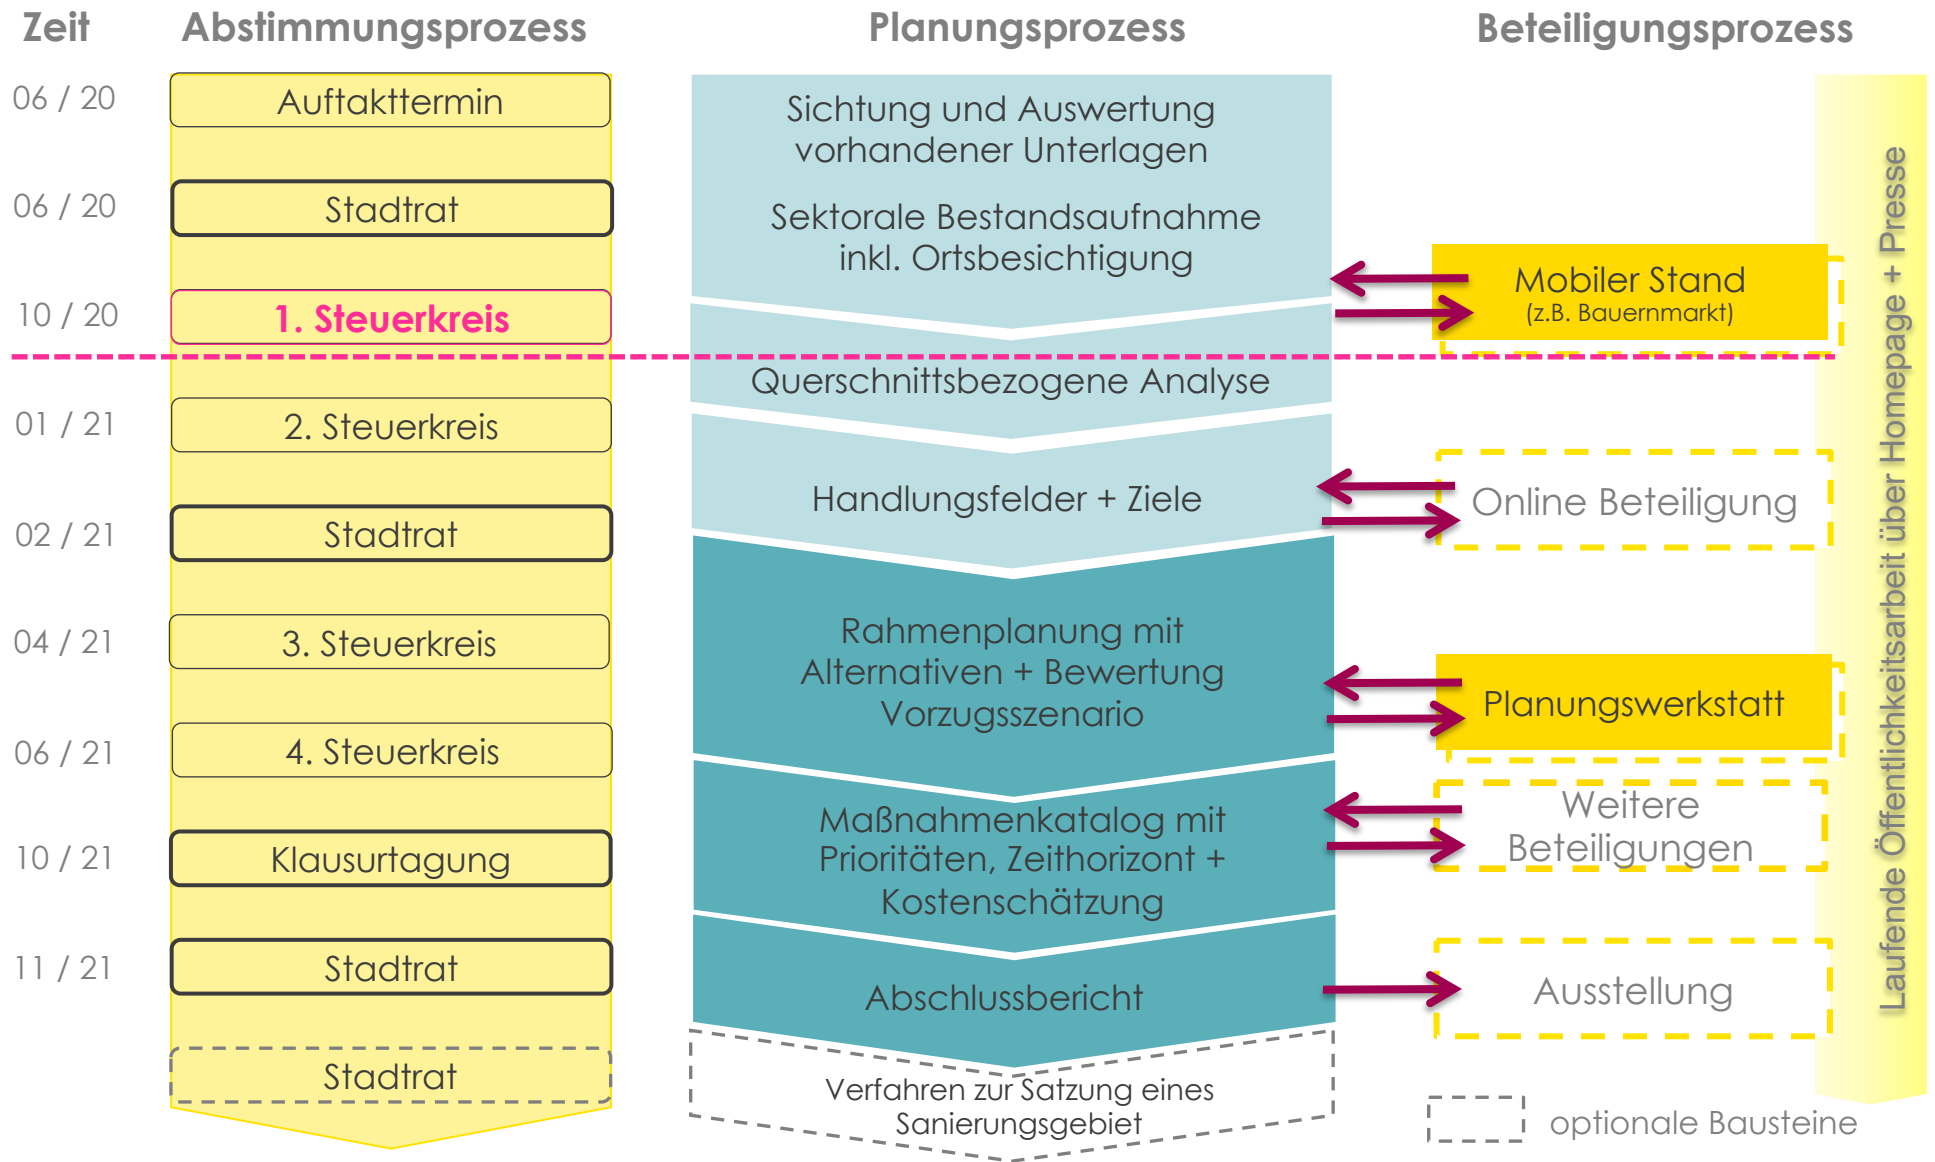 Zeit
Abstimmungsprozess
Planungsprozess
Beteiligungsprozess
06 / 20
Auftakttermin
Sichtung und Auswertung
vorhandener Unterlagen
06 / 20
Stadtrat
Sektorale Bestandsaufnahme
inkl. Ortsbesichtigung
Mobiler Stand
(z.B. Bauernmarkt)
10 / 20
1. Steuerkreis
Querschnittsbezogene Analyse
01 / 21
2. Steuerkreis
Handlungsfelder + Ziele
Online Beteiligung
02 / 21
Stadtrat
04 / 21
3. Steuerkreis
Rahmenplanung mit
Alternativen + Bewertung
Vorzugsszenario
Planungswerkstatt
06 / 21
4. Steuerkreis
Maßnahmenkatalog mit
Prioritäten, Zeithorizont +
Kostenschätzung
Weitere
Beteiligungen
10 / 21
Klausurtagung
11 / 21
Stadtrat
Abschlussbericht
Ausstellung
Stadtrat
Verfahren zur Satzung eines
Sanierungsgebiet
optionale Bausteine
Laufende Öffentlichkeitsarbeit über Homepage + Presse